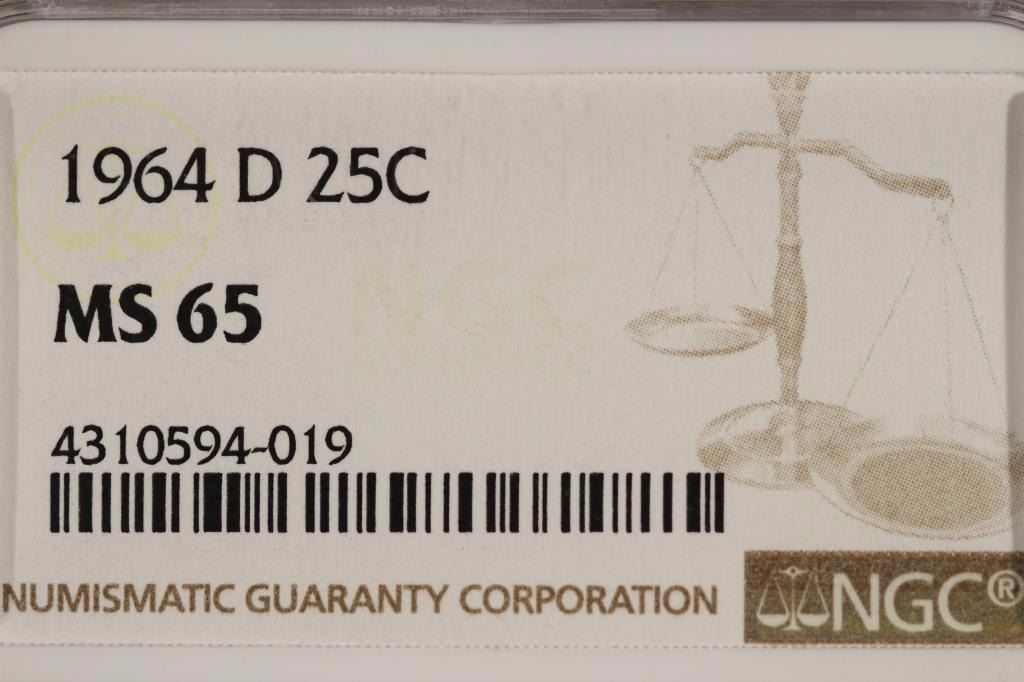 1964 D 25C
MS 65
NGC
AUTHENTIC
4310594-019
NUMISMATIC GUARANTY CORPORATION
NGC®